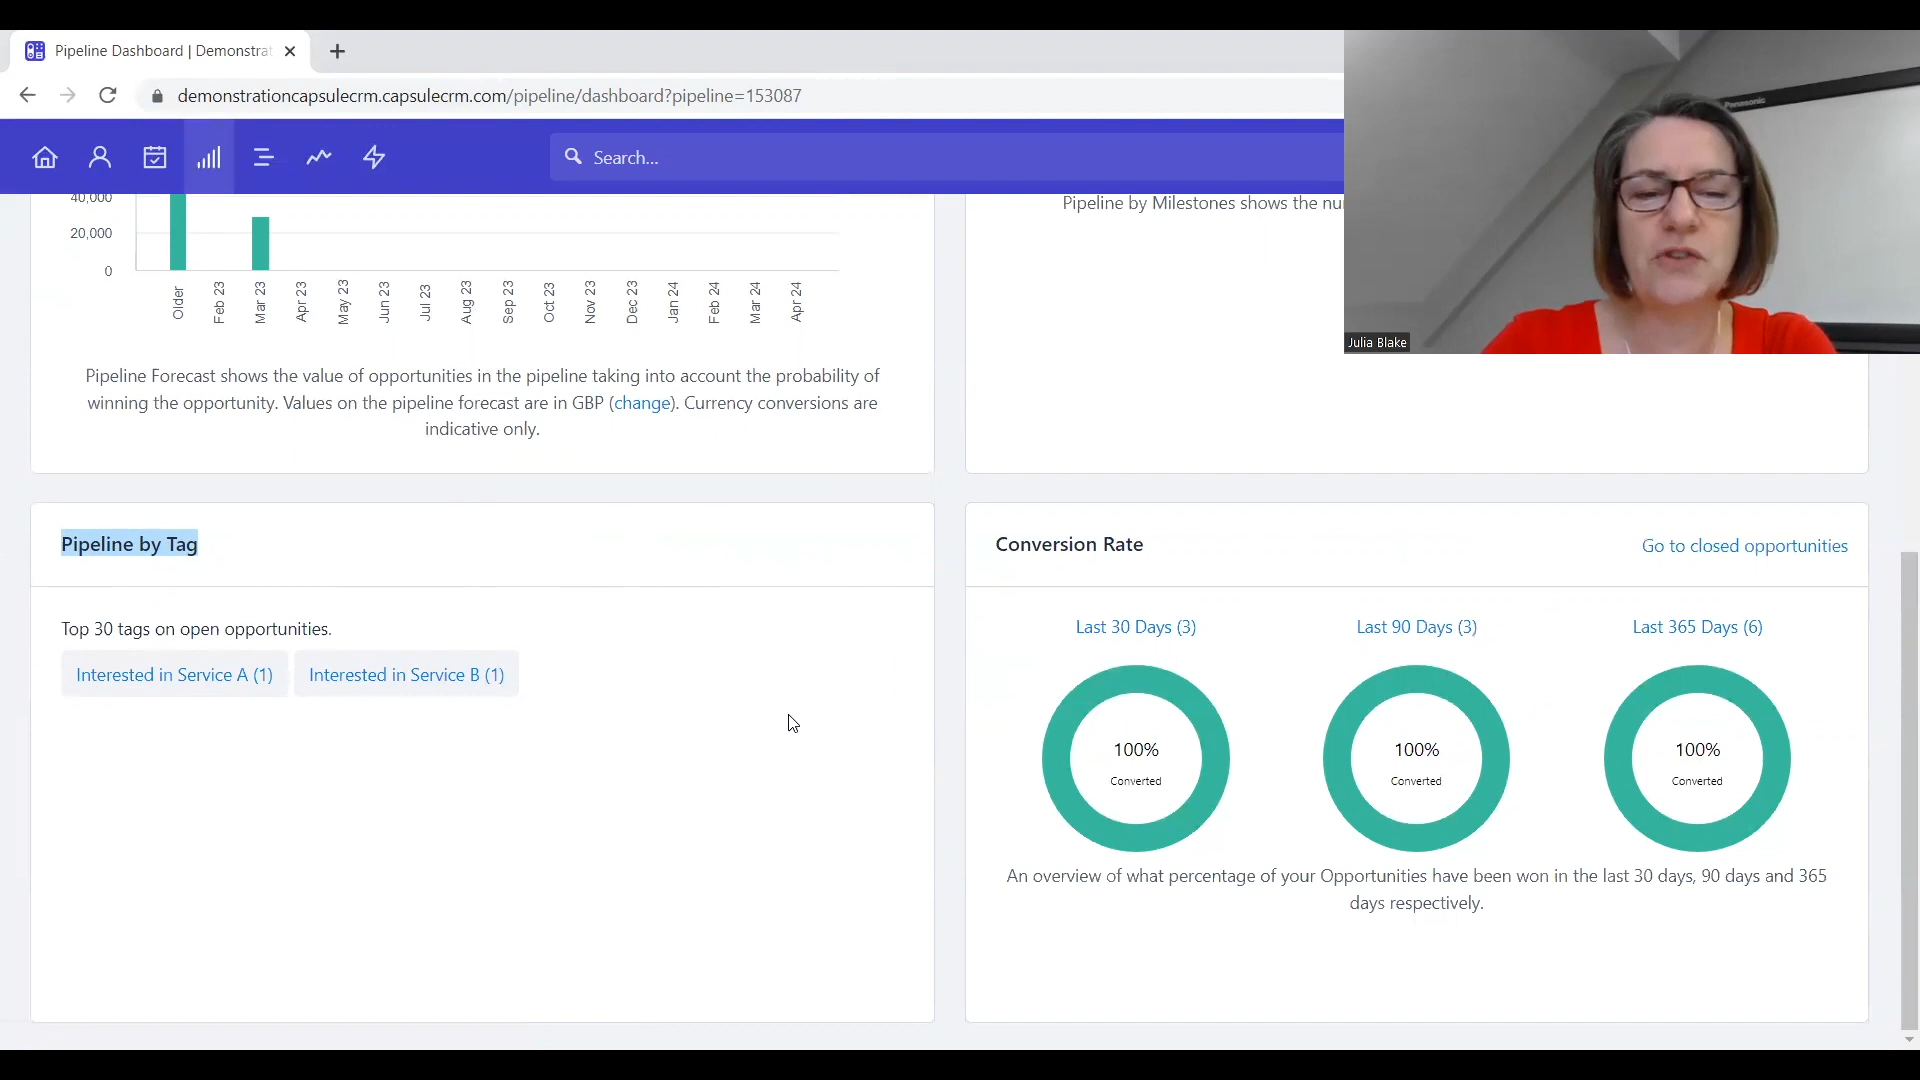 Pipeline Dashboard | Demonstrat
demonstrationcapsulecrm.capsulecrm.com/pipeline/dashboard?pipeline=153087
Search...
Panasonic
Julia Blake
40,000
20,000
0
Older
Feb 23
Mar 23
Apr 23
May 23
Jun 23
Jul 23
Aug 23
Sep 23
Oct 23
Nov 23
Dec 23
Jan 24
Feb 24
Mar 24
Apr 24
Pipeline Forecast shows the value of opportunities in the pipeline taking into account the probability of
winning the opportunity. Values on the pipeline forecast are in GBP (change). Currency conversions are
indicative only.
Pipeline by Milestones shows the nu
Pipeline by Tag
Top 30 tags on open opportunities.
Interested in Service A (1)
Interested in Service B (1)
Conversion Rate
Go to closed opportunities
Last 30 Days (3)
Last 90 Days (3)
Last 365 Days (6)
100%
Converted
100%
Converted
100%
Converted
An overview of what percentage of your Opportunities have been won in the last 30 days, 90 days and 365
days respectively.